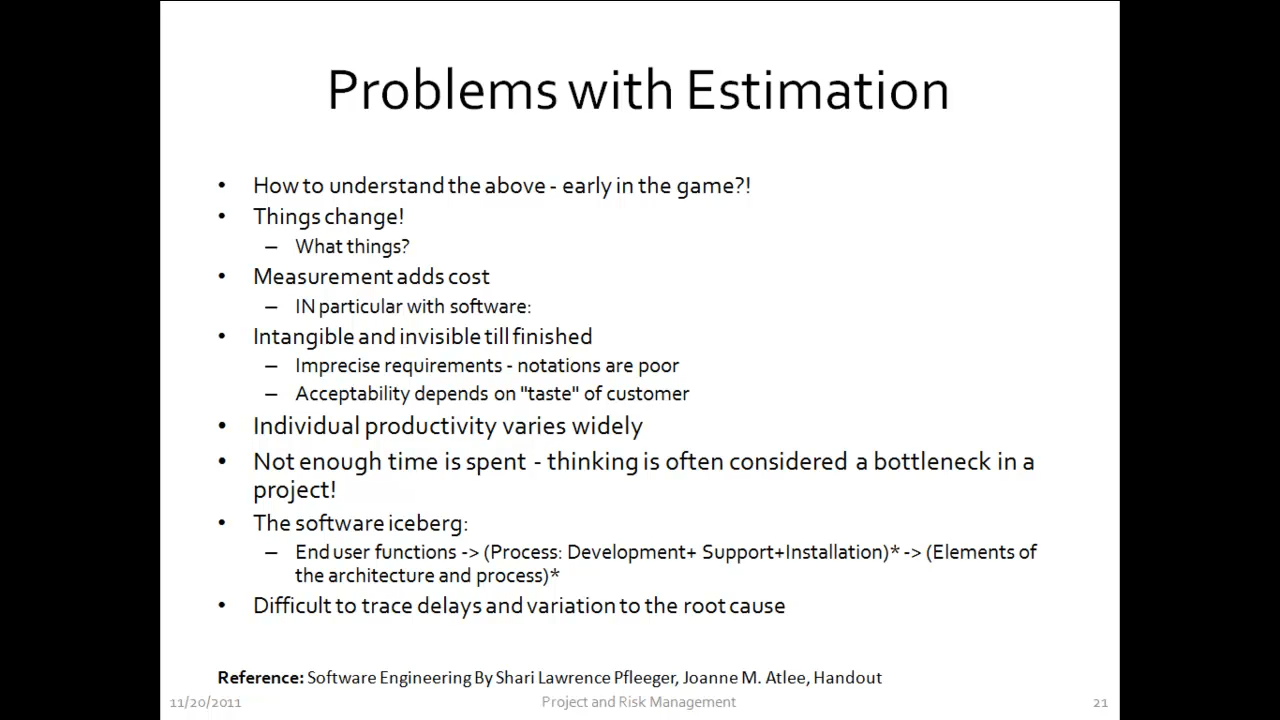 Problems with Estimation
• How to understand the above - early in the game?!
• Things change!
– What things?
• Measurement adds cost
– IN particular with software:
• Intangible and invisible till finished
– Imprecise requirements - notations are poor
– Acceptability depends on "taste" of customer
• Individual productivity varies widely
• Not enough time is spent - thinking is often considered a bottleneck in a
project!
• The software iceberg:
– End user functions -> (Process: Development+ Support+Installation)* -> (Elements of
the architecture and process)*
• Difficult to trace delays and variation to the root cause
Reference: Software Engineering By Shari Lawrence Pfleeger, Joanne M. Atlee, Handout
11/20/2011 Project and Risk Management 21